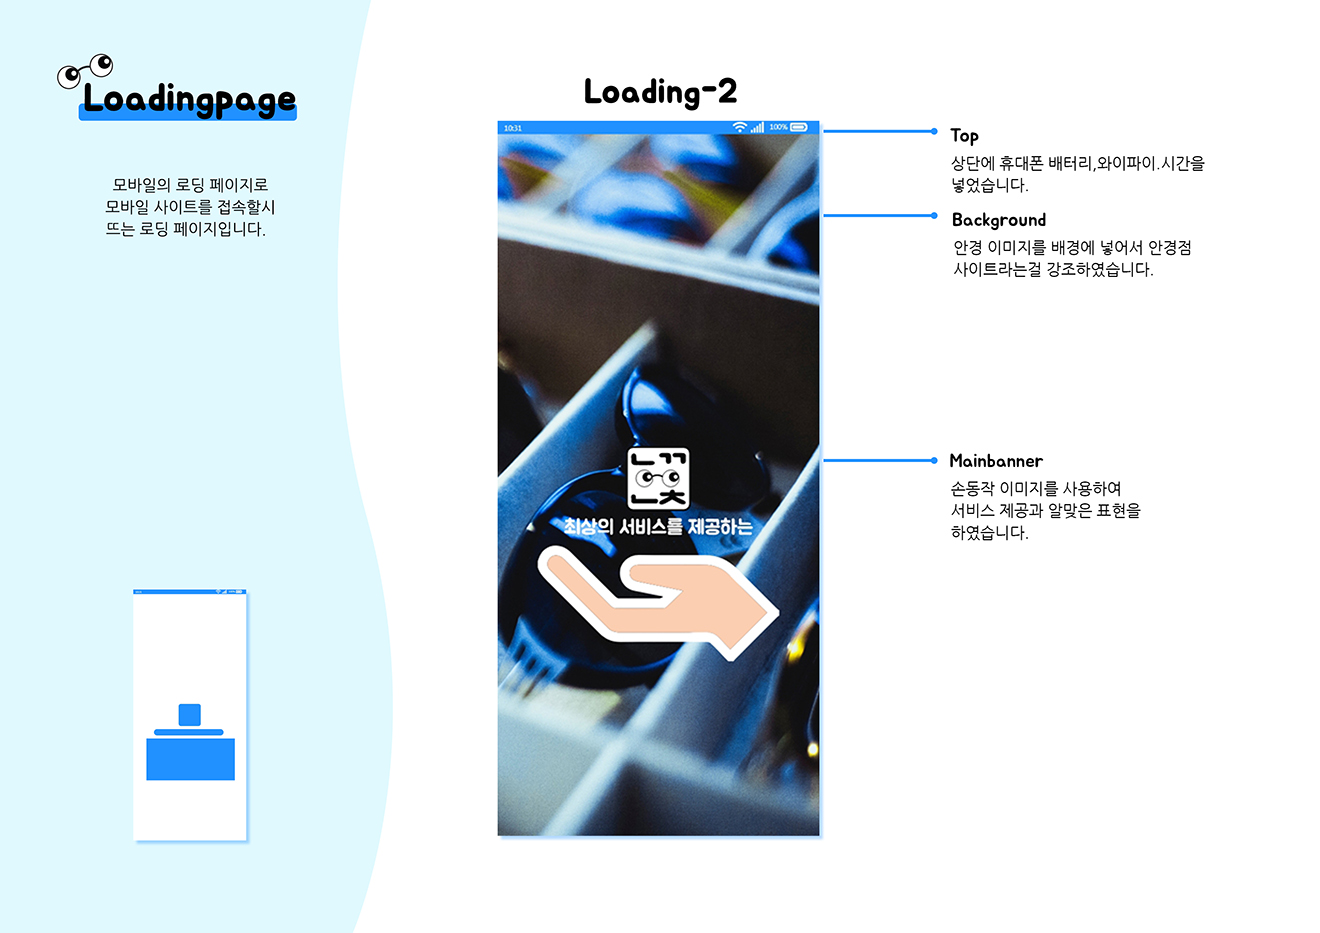 Loadingpage
모바일의 로딩 페이지로
모바일 사이트를 접속할시
뜨는 로딩 페이지입니다.
Loading-2
10:31 100%
ㄴㄲ
ㄴㅊ
최상의 서비스를 제공하는
Top
상단에 휴대폰 배터리,와이파이.시간을
넣었습니다.
Background
안경 이미지를 배경에 넣어서 안경점
사이트라는걸 강조하였습니다.
Mainbanner
손동작 이미지를 사용하여
서비스 제공과 알맞은 표현을
하였습니다.